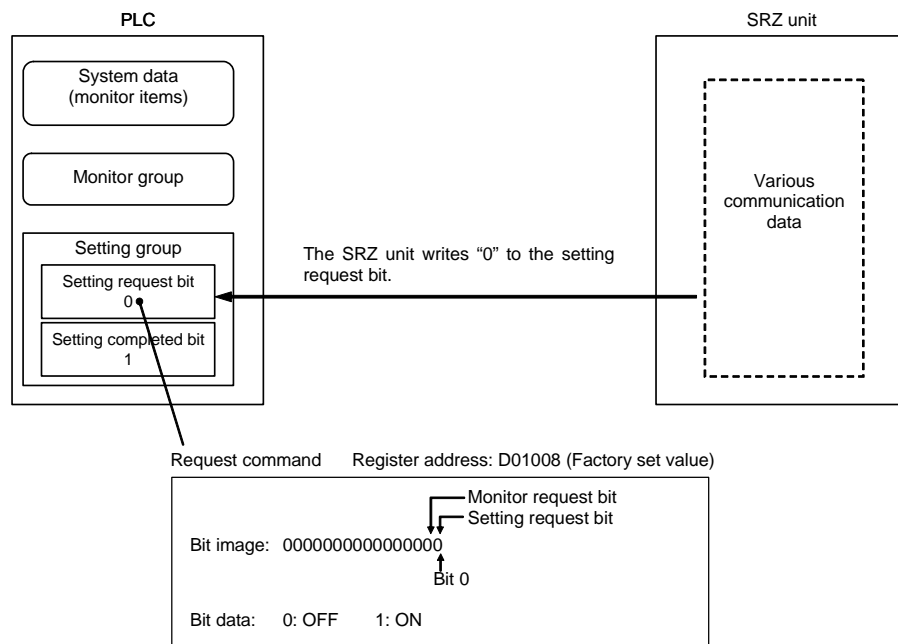 PLC
SRZ unit
System data
(monitor items)
Monitor group
Various
communication
data
Setting group
The SRZ unit writes “0” to the setting
request bit.
Setting request bit
0
Setting completed bit
1
Request command Register address: D01008 (Factory set value)
Monitor request bit
Setting request bit
Bit image: 0000000000000000
Bit 0
Bit data: 0: OFF 1: ON